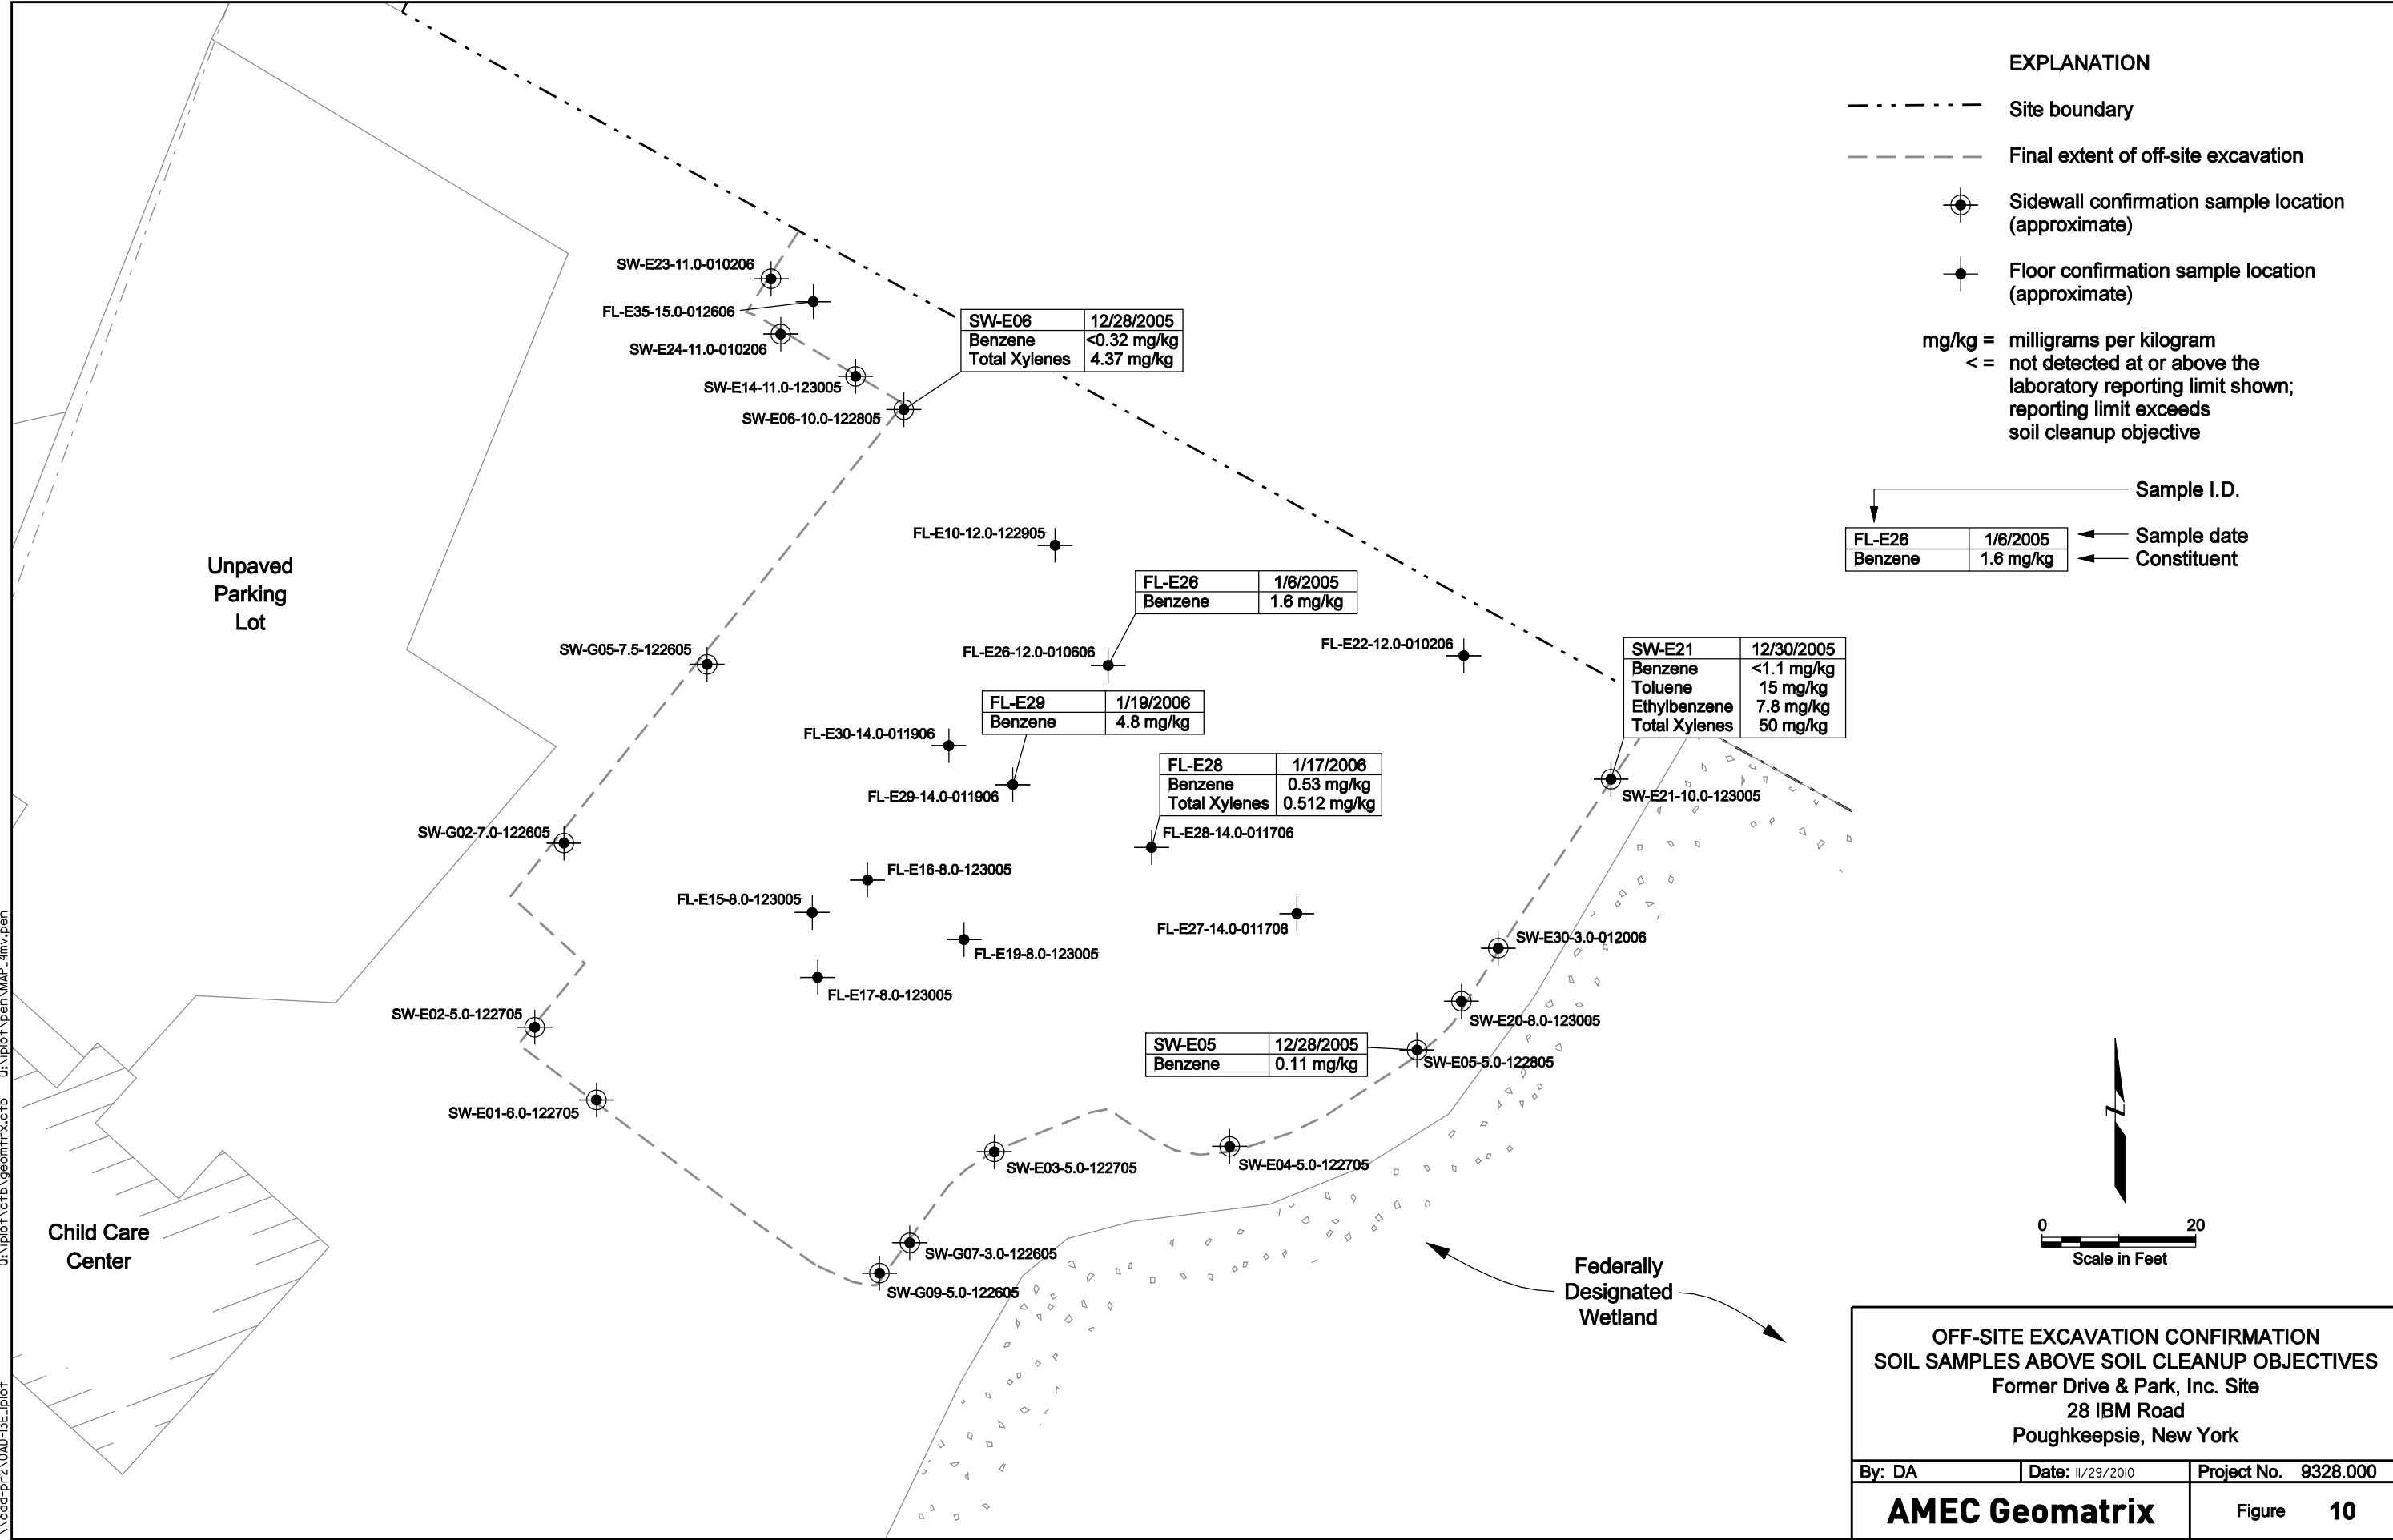 EXPLANATION
Site boundary
Final extent of off-site excavation
Sidewall confirmation sample location
(approximate)
Floor confirmation sample location
(approximate)
mg/kg = milligrams per kilogram
< = not detected at or above the
laboratory reporting limit shown;
reporting limit exceeds
soil cleanup objective
Sample I.D.
FL-E26 1/6/2005 Sample date
Benzene 1.6 mg/kg Constituent
SW-E23-11.0-010206
FL-E35-15.0-012606
SW-E24-11.0-010206
SW-E14-11.0-123005
SW-E06-10.0-122805
SW-E06 12/28/2005
Benzene <0.32 mg/kg
Total Xylenes 4.37 mg/kg
FL-E10-12.0-122905
Unpaved
Parking
Lot
FL-E26 1/6/2005
Benzene 1.6 mg/kg
SW-G05-7.5-122605
FL-E26-12.0-010606
FL-E22-12.0-010206
SW-E21 12/30/2005
Benzene <1.1 mg/kg
Toluene 15 mg/kg
Ethylbenzene 7.8 mg/kg
Total Xylenes 50 mg/kg
FL-E29 1/19/2006
Benzene 4.8 mg/kg
FL-E30-14.0-011906
FL-E29-14.0-011906
FL-E28 1/17/2006
Benzene 0.53 mg/kg
Total Xylenes 0.512 mg/kg
SW-E21-10.0-123005
SW-G02-7.0-122605
FL-E28-14.0-011706
FL-E16-8.0-123005
FL-E15-8.0-123005
FL-E27-14.0-011706
SW-E30-3.0-012006
FL-E19-8.0-123005
FL-E17-8.0-123005
SW-E02-5.0-122705
SW-E20-8.0-123005
SW-E05 12/28/2005
Benzene 0.11 mg/kg
SW-E05-5.0-122805
SW-E01-6.0-122705
SW-E03-5.0-122705
SW-E04-5.0-122705
Child Care
Center
SW-G07-3.0-122605
SW-G09-5.0-122605
Federally
Designated
Wetland
N
0 20
Scale in Feet
OFF-SITE EXCAVATION CONFIRMATION
SOIL SAMPLES ABOVE SOIL CLEANUP OBJECTIVES
Former Drive & Park, Inc. Site
28 IBM Road
Poughkeepsie, New York
By: DA Date: 11/29/2010 Project No. 9328.000
AMEC Geomatrix Figure 10